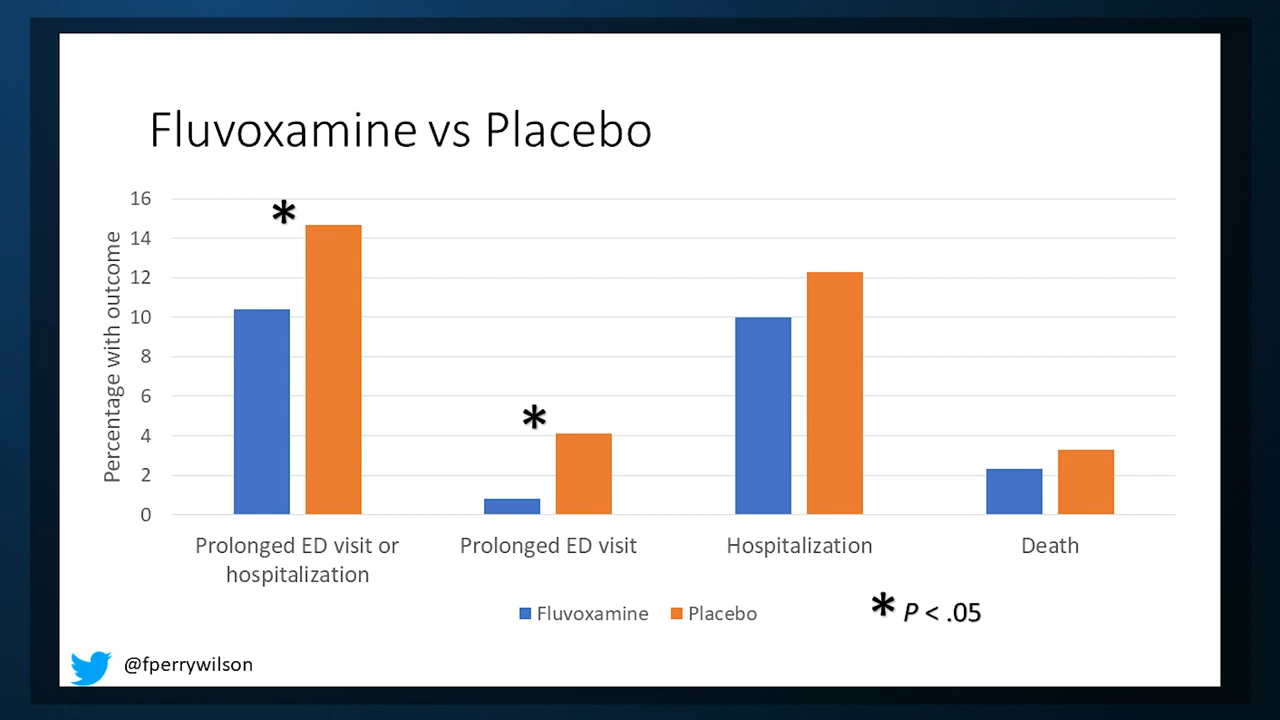 Fluvoxamine vs Placebo
Percentage with outcome
16
14
12
10
8
6
4
2
0
*
*
Prolonged ED visit or
hospitalization
Prolonged ED visit
Hospitalization
Death
Fluvoxamine
Placebo
* P < .05
@fperrywilson